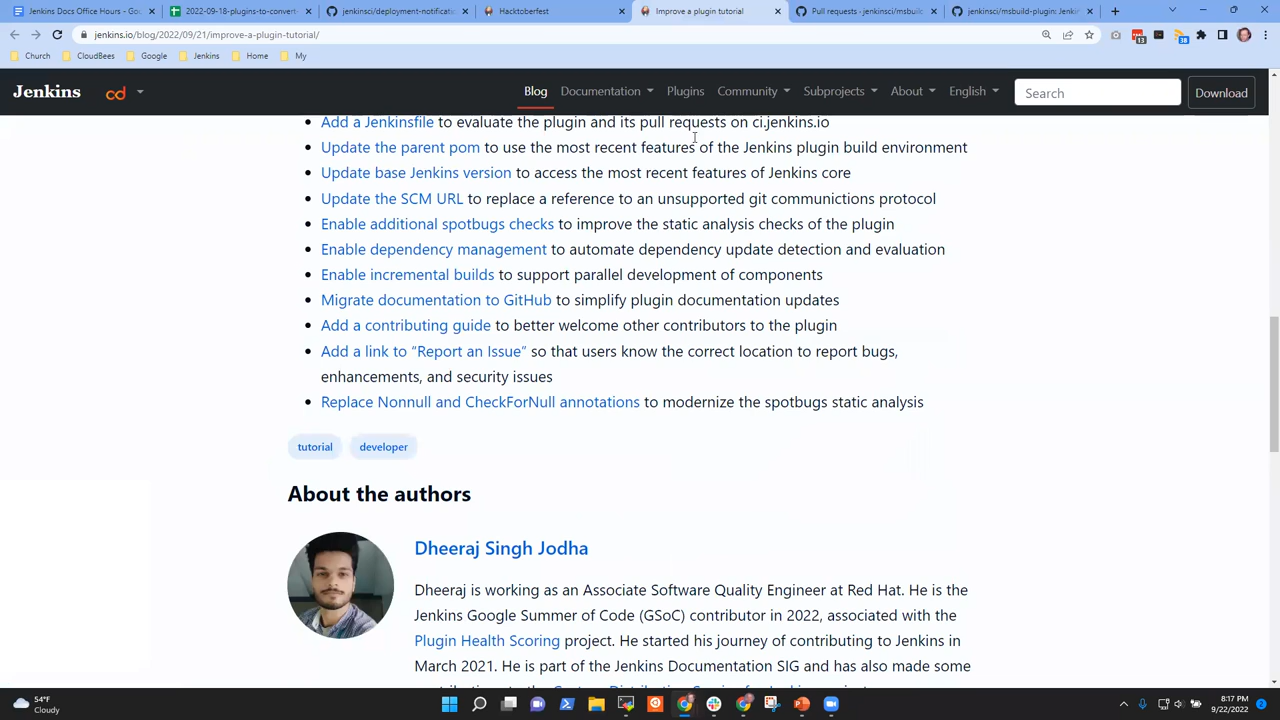 Jenkins Docs Office Hours - Goo
2022-09-18-plugins-to-convert-
jenkinsci/deployment-notificatio
Hacktoberfest
Improve a plugin tutorial
Pull requests · jenkinsci/msbuild
jenkinsci/msbuild-plugin: Jenkins
jenkins.io/blog/2022/09/21/improve-a-plugin-tutorial/
13
38
Church
CloudBees
Google
Jenkins
Home
My
Jenkins
cd
Blog
Documentation
Plugins
Community
Subprojects
About
English
Search
Download
Add a Jenkinsfile to evaluate the plugin and its pull requests on ci.jenkins.io
Update the parent pom to use the most recent features of the Jenkins plugin build environment
Update base Jenkins version to access the most recent features of Jenkins core
Update the SCM URL to replace a reference to an unsupported git communictions protocol
Enable additional spotbugs checks to improve the static analysis checks of the plugin
Enable dependency management to automate dependency update detection and evaluation
Enable incremental builds to support parallel development of components
Migrate documentation to GitHub to simplify plugin documentation updates
Add a contributing guide to better welcome other contributors to the plugin
Add a link to “Report an Issue” so that users know the correct location to report bugs,
enhancements, and security issues
Replace Nonnull and CheckForNull annotations to modernize the spotbugs static analysis
tutorial
developer
About the authors
Dheeraj Singh Jodha
Dheeraj is working as an Associate Software Quality Engineer at Red Hat. He is the
Jenkins Google Summer of Code (GSoC) contributor in 2022, associated with the
Plugin Health Scoring project. He started his journey of contributing to Jenkins in
March 2021. He is part of the Jenkins Documentation SIG and has also made some
54°F
Cloudy
8:17 PM
9/22/2022
2